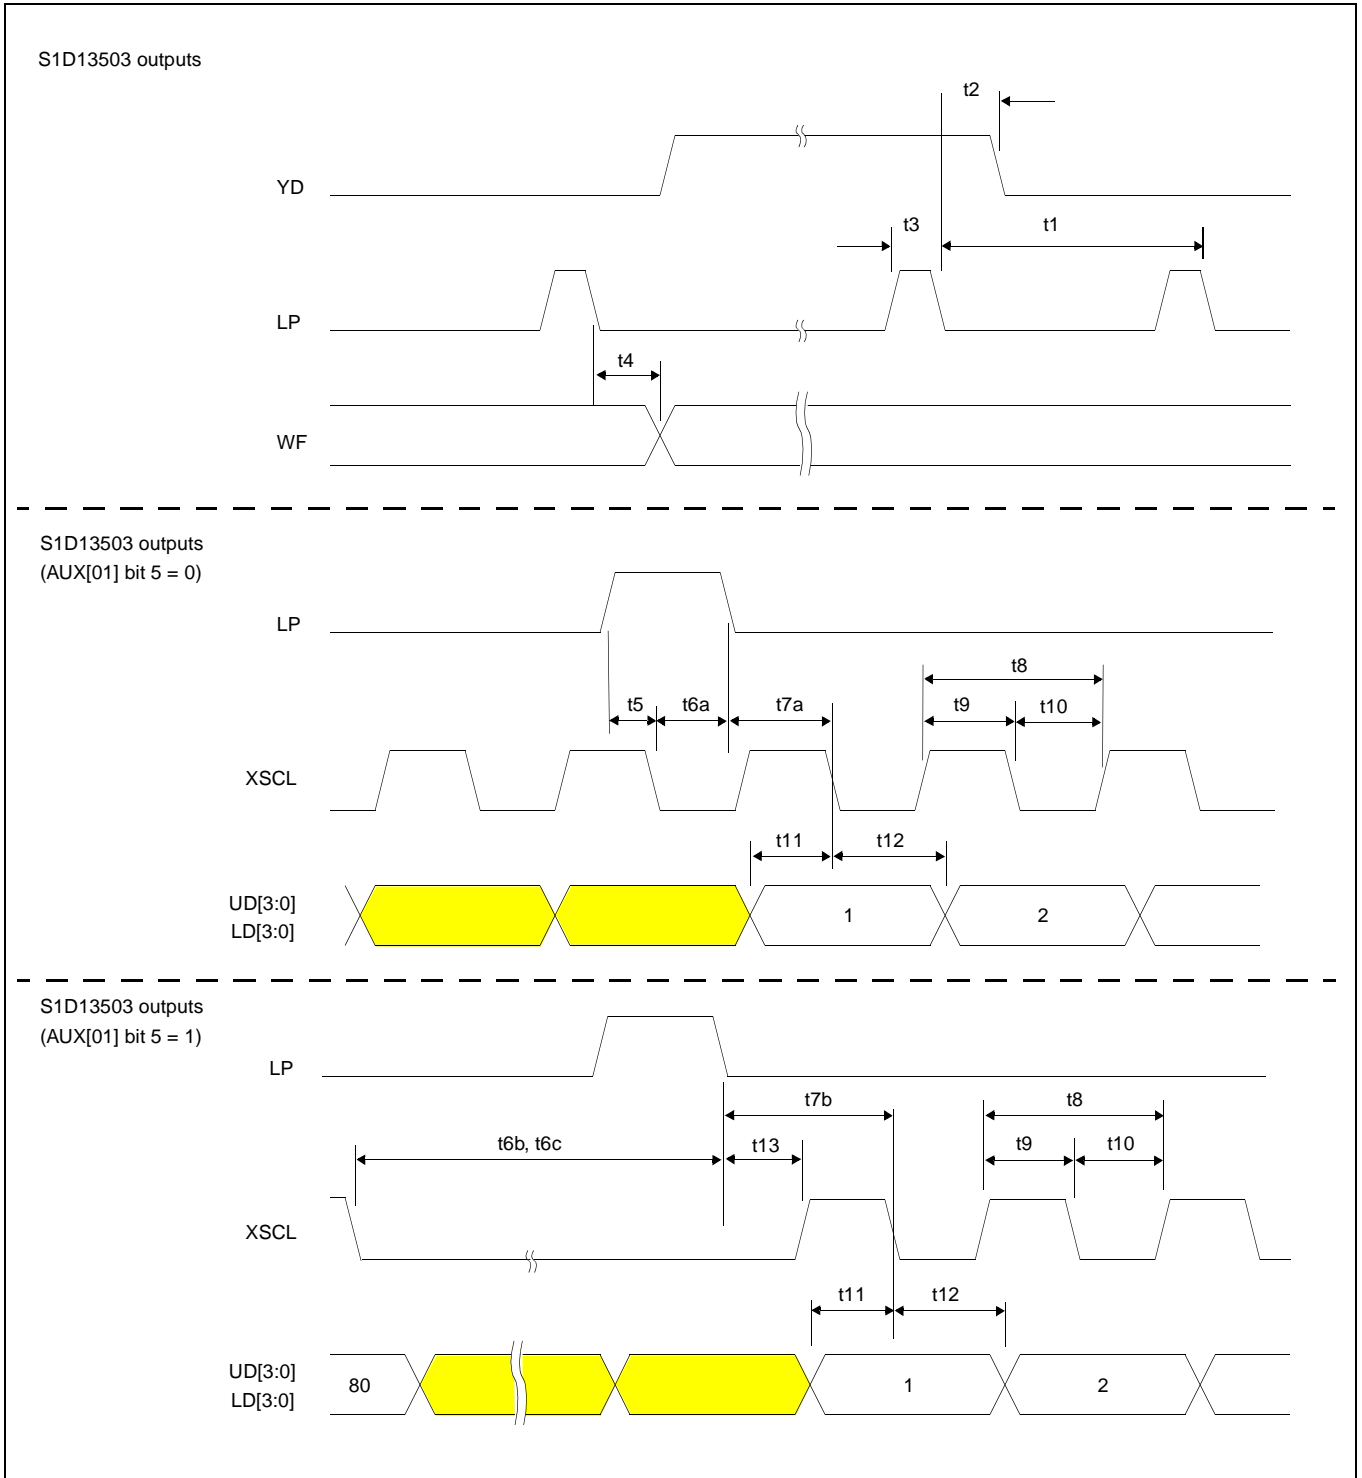 S1D13503 outputs
t2
YD
t3
t1
LP
t4
WF
S1D13503 outputs
(AUX[01] bit 5 = 0)
LP
t8
t5
t6a
t7a
t9
t10
XSCL
t11
t12
UD[3:0]
LD[3:0]
1
2
S1D13503 outputs
(AUX[01] bit 5 = 1)
LP
t7b
t8
t6b, t6c
t13
t9
t10
XSCL
t11
t12
UD[3:0]
LD[3:0]
80
1
2